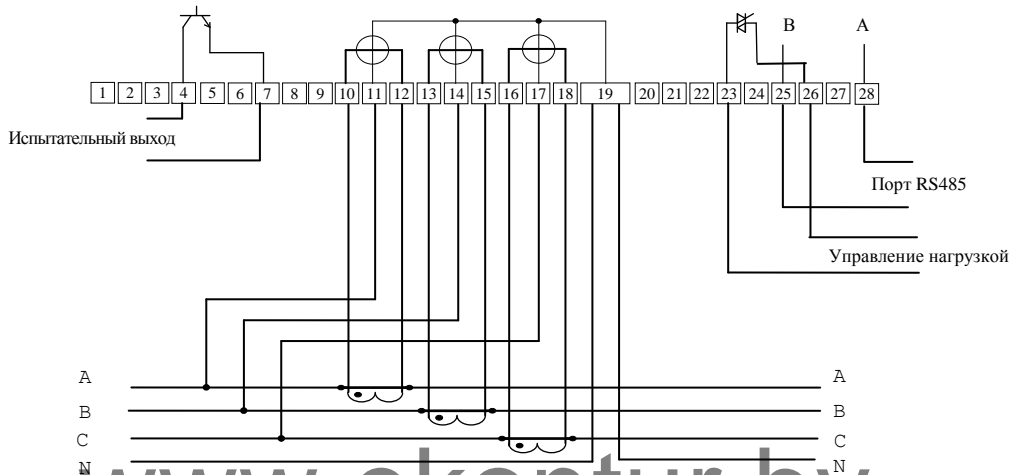 B A
1 2 3 4 5 6 7 8 9 10 11 12 13 14 15 16 17 18 19 20 21 22 23 24 25 26 27 28
Испытательный выход
Порт RS485
Управление нагрузкой
A A
B B
C C
N N